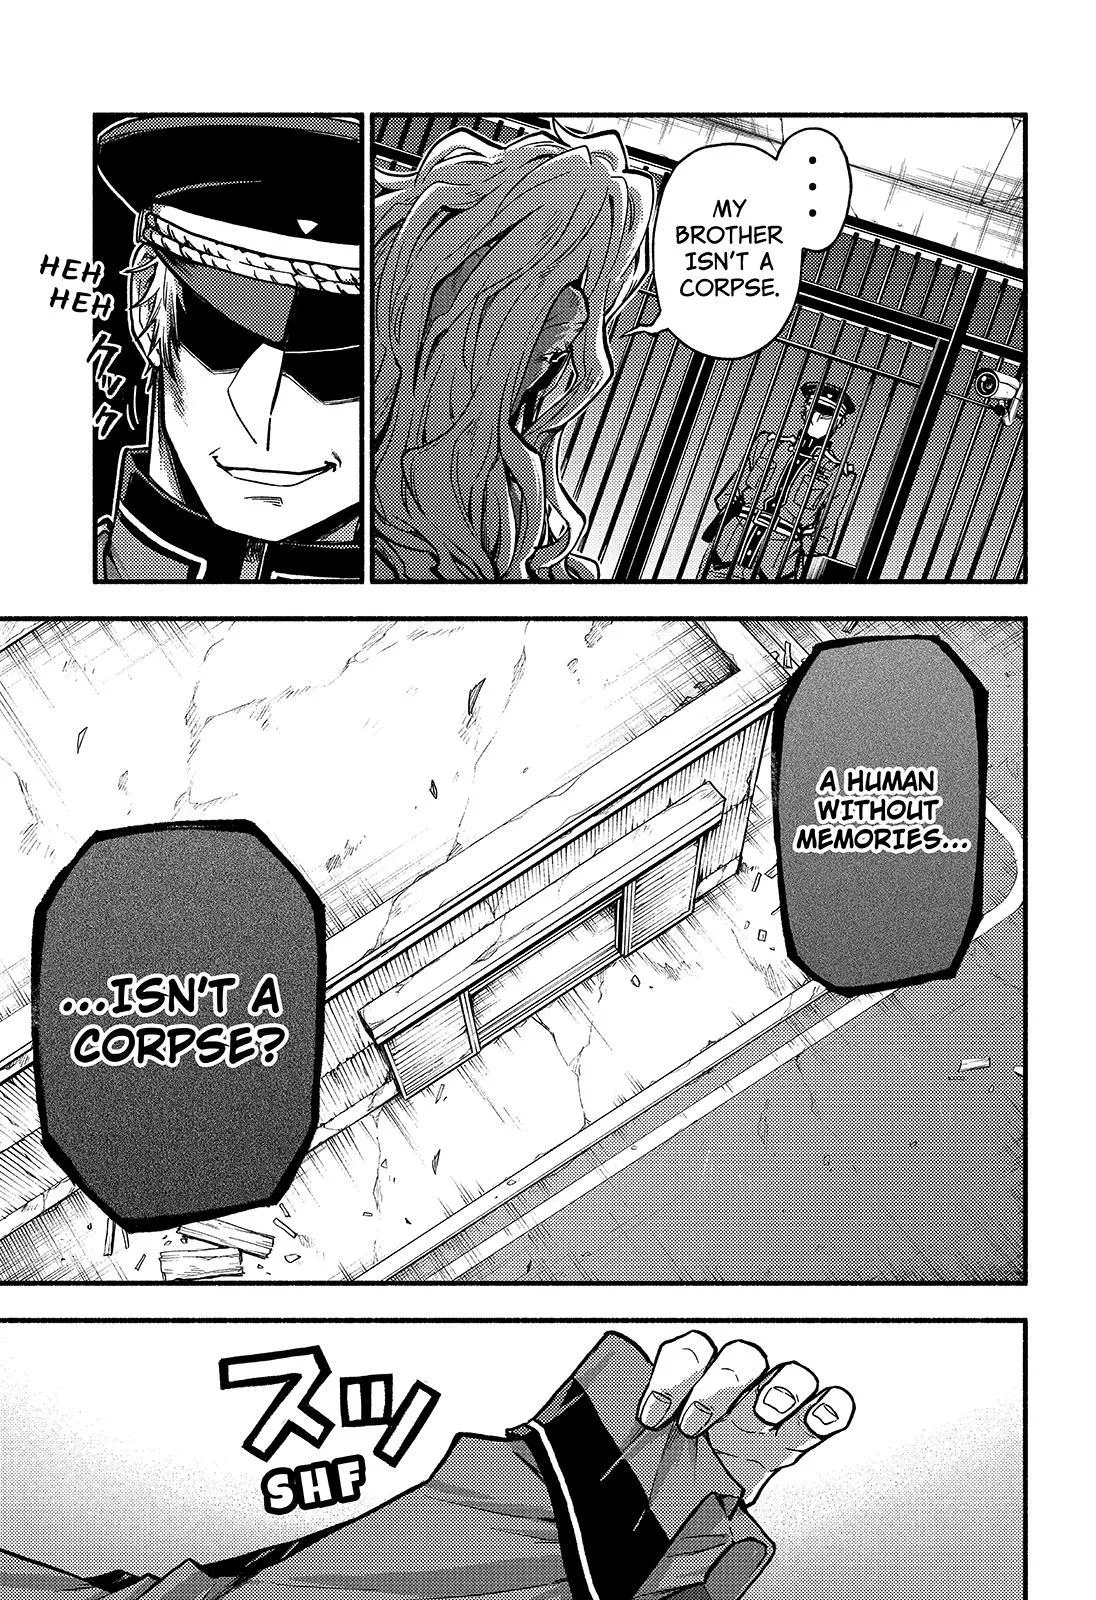 ...
MY
BROTHER
ISN'T A
CORPSE.
HEH
HEH
クックッ
A HUMAN
WITHOUT
MEMORIES...
...ISN'T A
CORPSE?
スッ
SHF